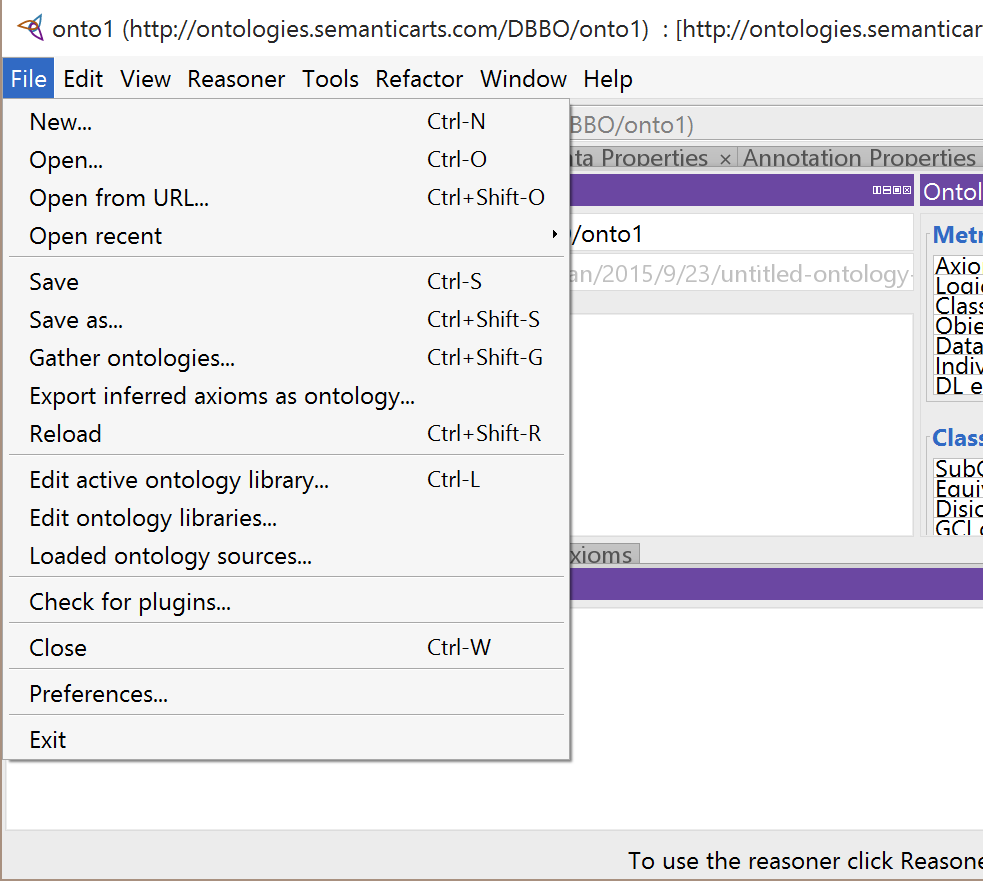 onto1 (http://ontologies.semanticarts.com/DBBO/onto1) : [http://ontologies.semanticar
File Edit View Reasoner Tools Refactor Window Help
BBO/onto1)
ta Properties × Annotation Properties
New... Ctrl-N
Open... Ctrl-O
Open from URL... Ctrl+Shift-O
Open recent
Save Ctrl-S
Save as... Ctrl+Shift-S
Gather ontologies... Ctrl+Shift-G
Export inferred axioms as ontology...
Reload Ctrl+Shift-R
Edit active ontology library... Ctrl-L
Edit ontology libraries...
Loaded ontology sources...
Check for plugins...
Close Ctrl-W
Preferences...
Exit
/onto1
an/2015/9/23/untitled-ontology-
xioms
Ontol
Metr
Axio
Logic
Class
Obje
Data
Indiv
DL e
Class
SubC
Equiv
Disjo
GCI c
To use the reasoner click Reasone